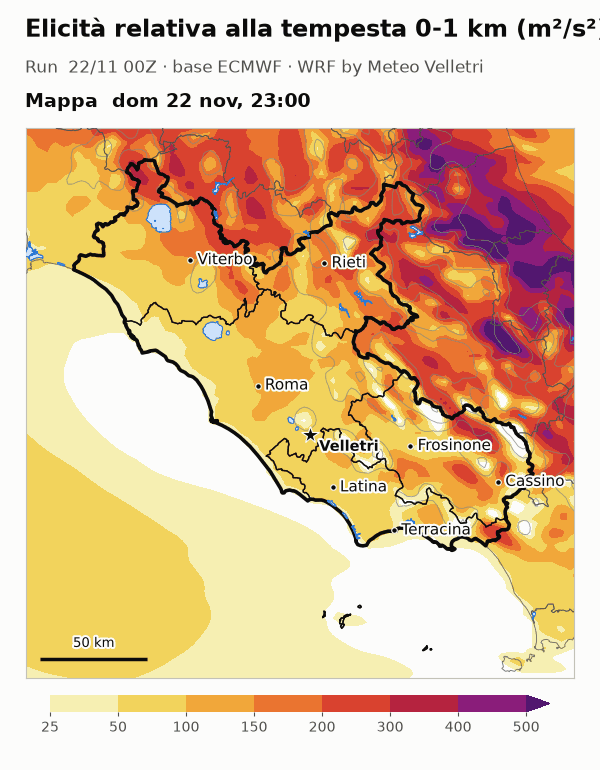 Elicità relativa alla tempesta 0-1 km (m²/s²)
Run  22/11 00Z · base ECMWF · WRF by Meteo Velletri
Mappa  dom 22 nov, 23:00
Viterbo
Rieti
Roma
Velletri
Frosinone
Cassino
Latina
Terracina
50 km
25 50 100 150 200 300 400 500